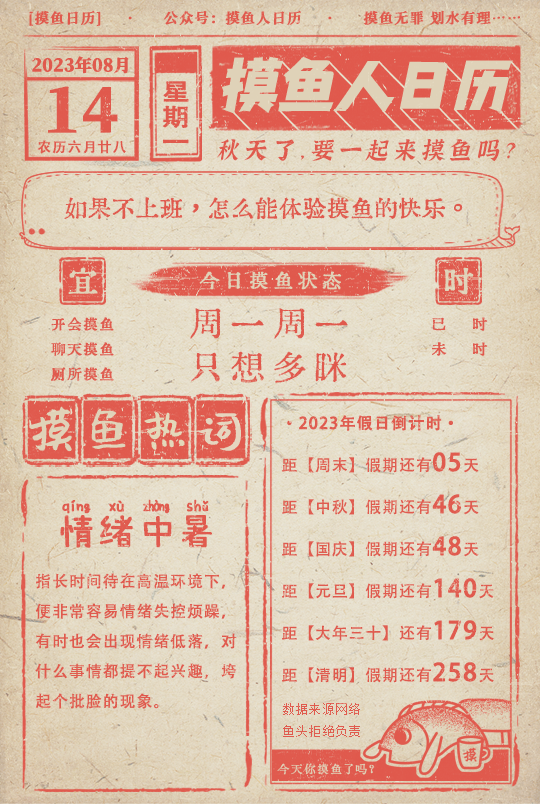 [摸鱼日历] · 公众号：摸鱼人日历 · 摸鱼无罪 划水有理……
2023年08月
14
农历六月廿八
星期一
摸鱼人日历
秋天了,要一起来摸鱼吗?
如果不上班，怎么能体验摸鱼的快乐。
宜
开会摸鱼
聊天摸鱼
厕所摸鱼
今日摸鱼状态
周一周一
只想多眯
时
已 时
未 时
摸鱼热词
qíng xù zhòng shǔ
情绪中暑
指长时间待在高温环境下，
便非常容易情绪失控烦躁，
有时也会出现情绪低落，对
什么事情都提不起兴趣，垮
起个批脸的现象。
·2023年假日倒计时·
距【周末】假期还有05天
距【中秋】假期还有46天
距【国庆】假期还有48天
距【元旦】假期还有140天
距【大年三十】还有179天
距【清明】假期还有258天
数据来源网络
鱼头拒绝负责
摸
今天你摸鱼了吗？